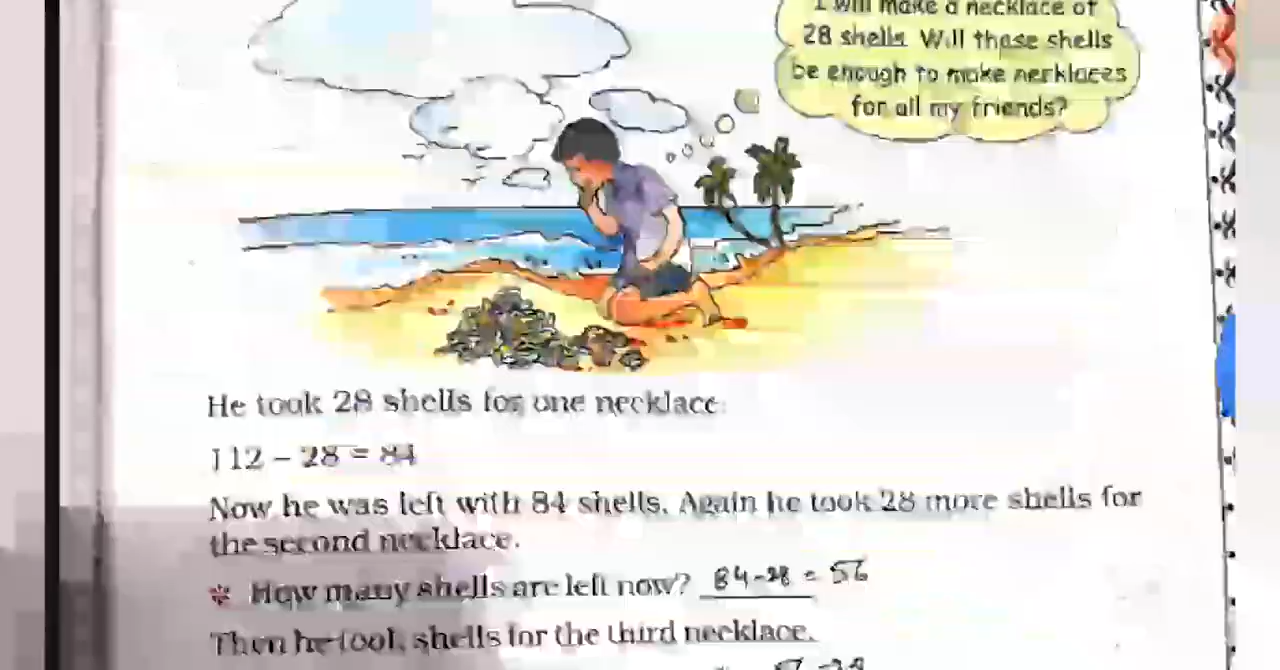 I will make a necklace of
28 shells. Will these shells
be enough to make necklaces
for all my friends?
He took 28 shells for one necklace.
112 – 28 = 84
Now he was left with 84 shells. Again he took 28 more shells for
the second necklace.
* How many shells are left now? 84-28 = 56
Then he took shells for the third necklace.